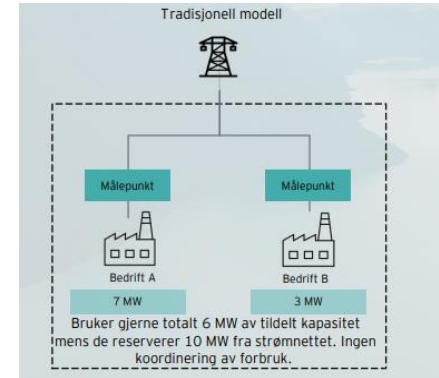 Tradisjonell modell
Målepunkt
Målepunkt
Bedrift A
Bedrift B
7 MW
3 MW
Bruker gjerne totalt 6 MW av tildelt kapasitet
mens de reserverer 10 MW fra strømnettet. Ingen
koordinering av forbruk.